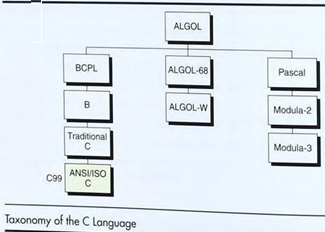 ALGOL
BCPL
ALGOL-68
Pascal
B
ALGOL-W
Modula-2
Traditional
C
Modula-3
C99
ANSI/ISO
C
Taxonomy of the C Language